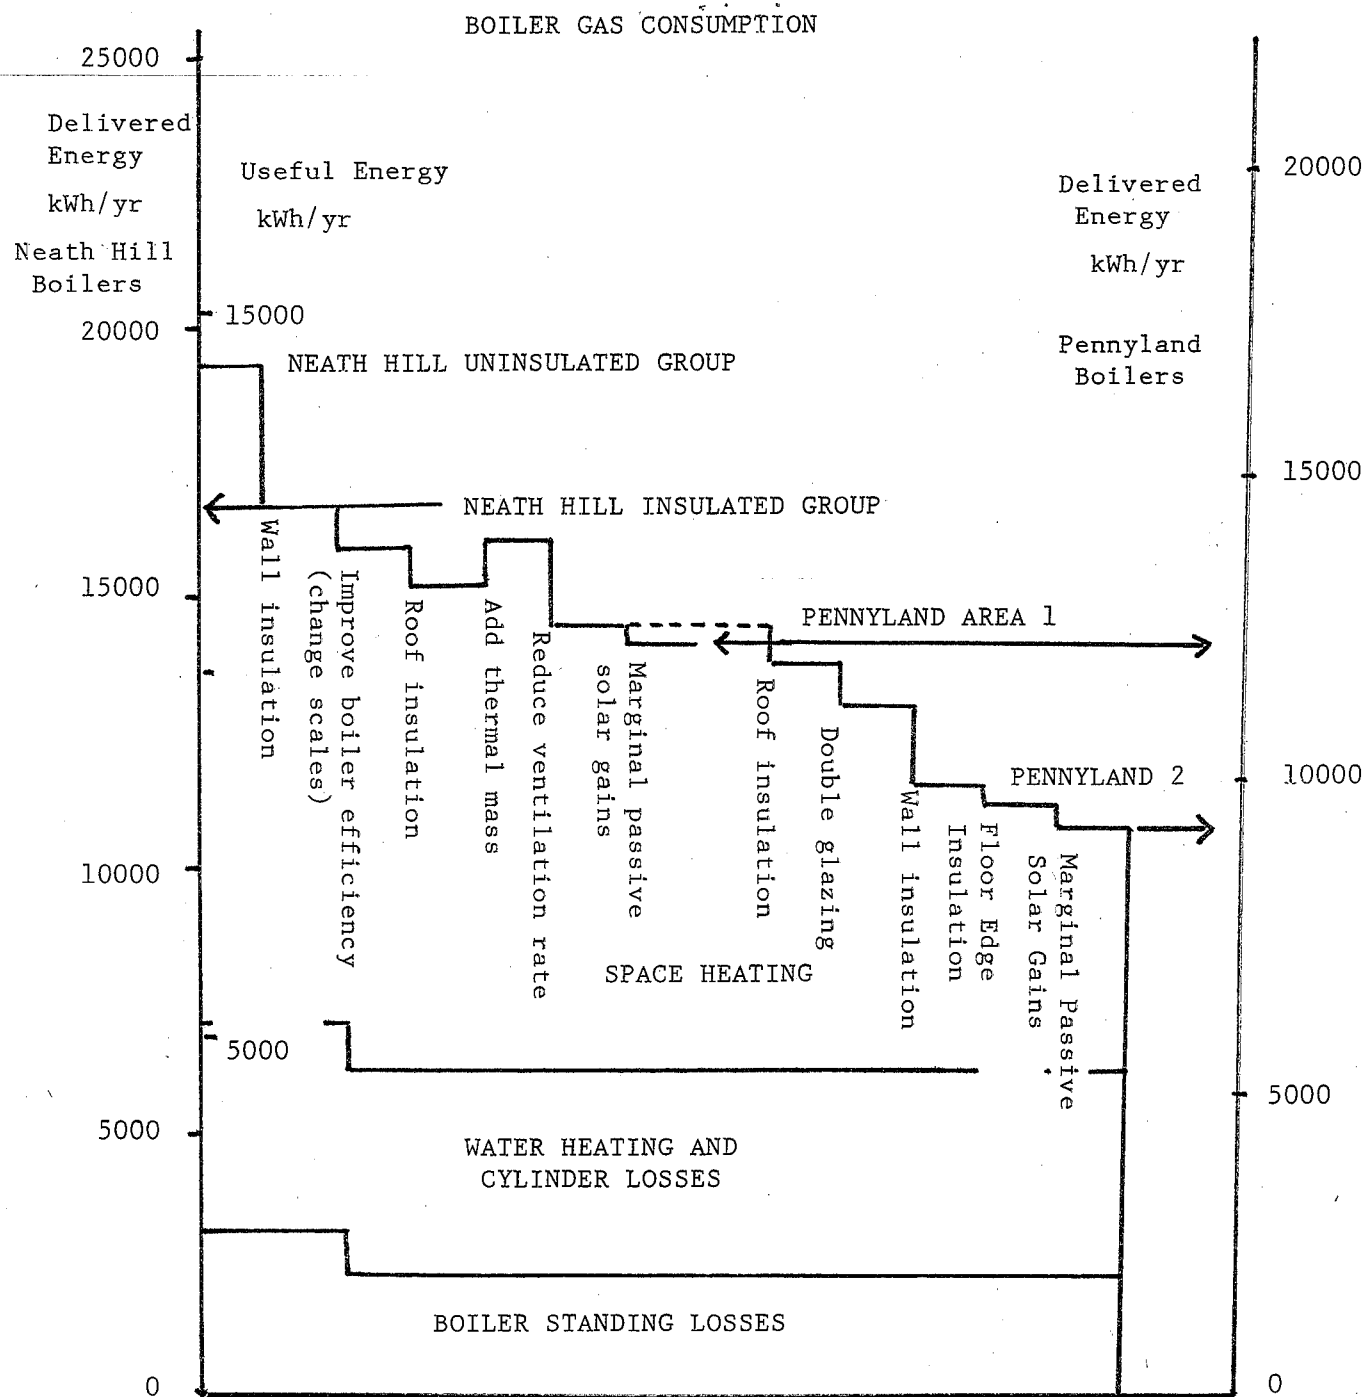 BOILER GAS CONSUMPTION
25000
Delivered
Energy
kWh/yr
Neath Hill
Boilers
20000
15000
10000
5000
0
Useful Energy
kWh/yr
15000
5000
Delivered
Energy
kWh/yr
Pennyland
Boilers
20000
15000
10000
5000
0
NEATH HILL UNINSULATED GROUP
NEATH HILL INSULATED GROUP
PENNYLAND AREA 1
PENNYLAND 2
Wall insulation
Improve boiler efficiency
(change scales)
Roof insulation
Add thermal mass
Reduce ventilation rate
Marginal passive
solar gains
Roof insulation
Double glazing
Wall insulation
Floor Edge
Insulation
Marginal Passive
Solar Gains
SPACE HEATING
WATER HEATING AND
CYLINDER LOSSES
BOILER STANDING LOSSES